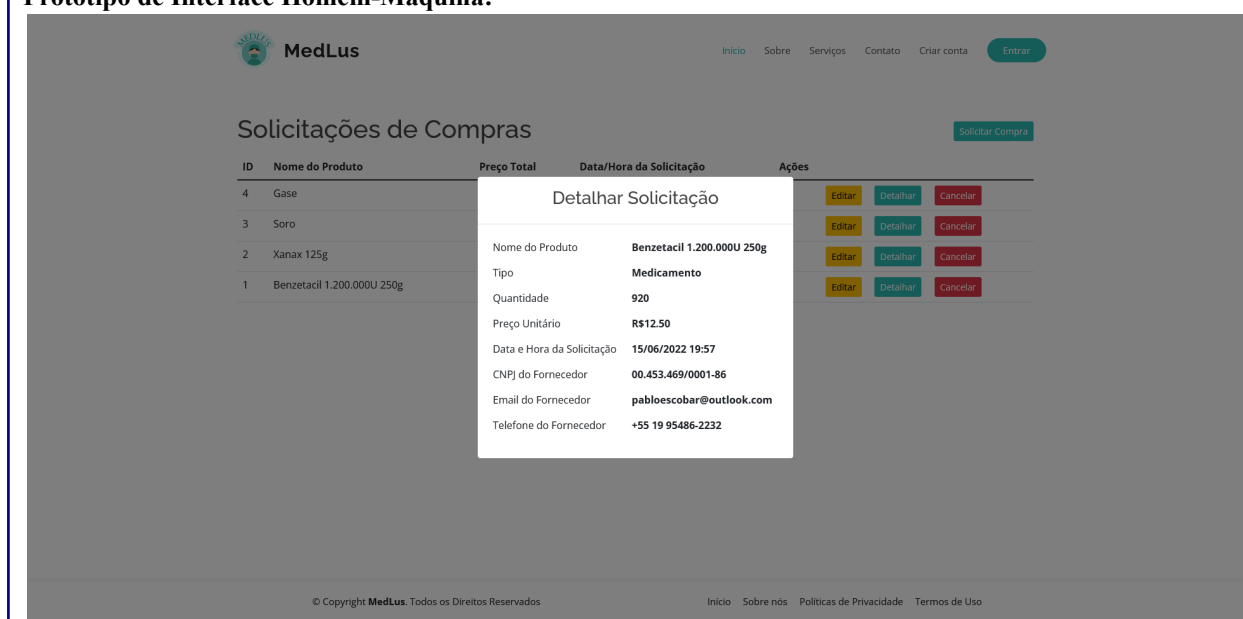 Protótipo de Interface Homem-Máquina:
MEDLUS
MedLus
Início Sobre Serviços Contato Criar conta Entrar
Solicitações de Compras
Solicitar Compra
ID Nome do Produto Preço Total Data/Hora da Solicitação Ações
4 Gase Editar Detalhar Cancelar
3 Soro Editar Detalhar Cancelar
2 Xanax 125g Editar Detalhar Cancelar
1 Benzetacil 1.200.000U 250g Editar Detalhar Cancelar
Detalhar Solicitação
Nome do Produto Benzetacil 1.200.000U 250g
Tipo Medicamento
Quantidade 920
Preço Unitário R$12.50
Data e Hora da Solicitação 15/06/2022 19:57
CNPJ do Fornecedor 00.453.469/0001-86
Email do Fornecedor pabloescobar@outlook.com
Telefone do Fornecedor +55 19 95486-2232
© Copyright MedLus. Todos os Direitos Reservados
Início Sobre nós Políticas de Privacidade Termos de Uso